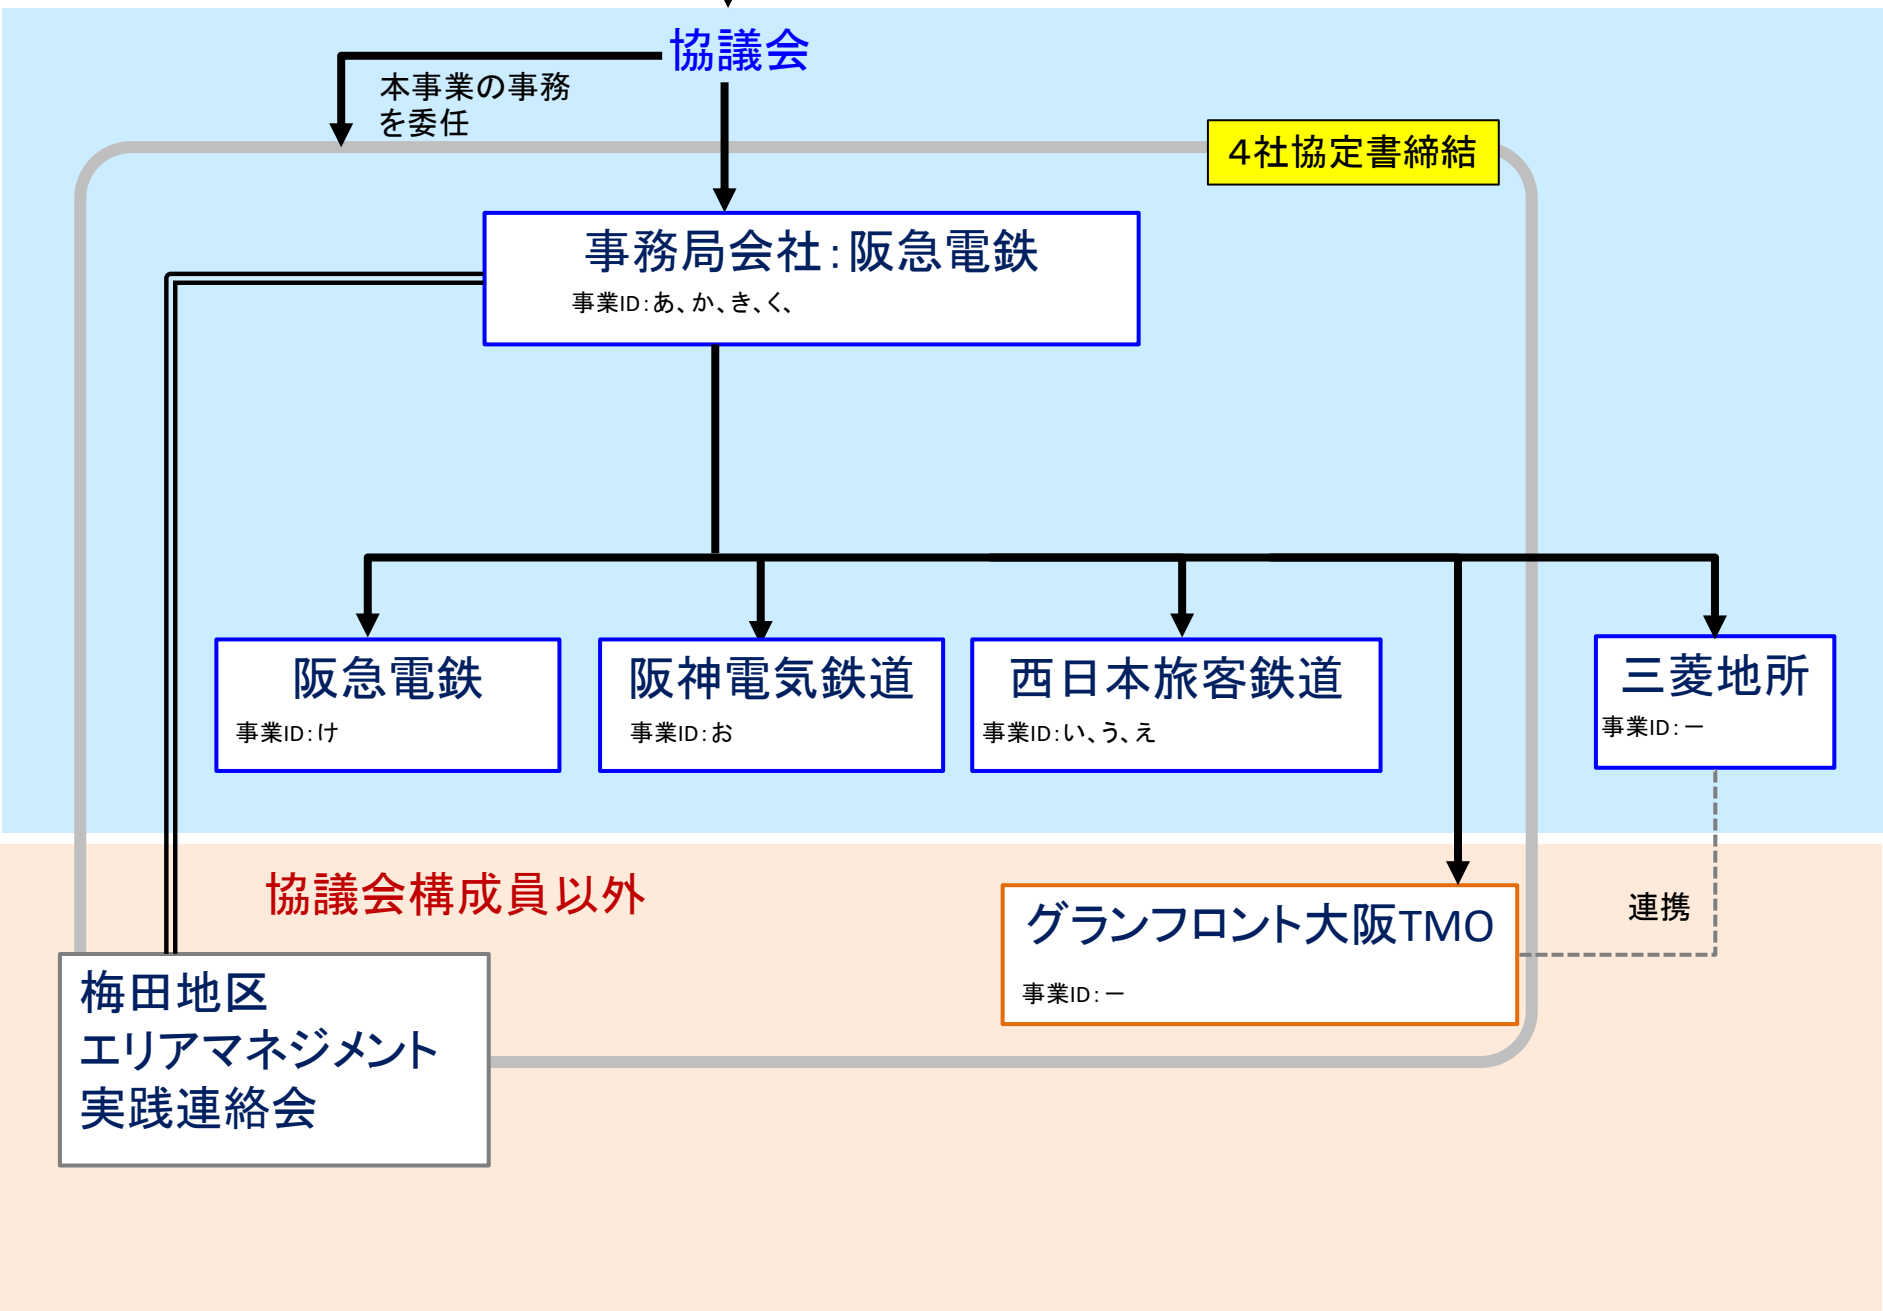 協議会
本事業の事務
を委任
4社協定書締結
事務局会社：阪急電鉄
事業ID：あ、か、き、く、
阪急電鉄
事業ID：け
阪神電気鉄道
事業ID：お
西日本旅客鉄道
事業ID：い、う、え
三菱地所
事業ID：ー
協議会構成員以外
グランフロント大阪TMO
事業ID：ー
連携
梅田地区
エリアマネジメント
実践連絡会